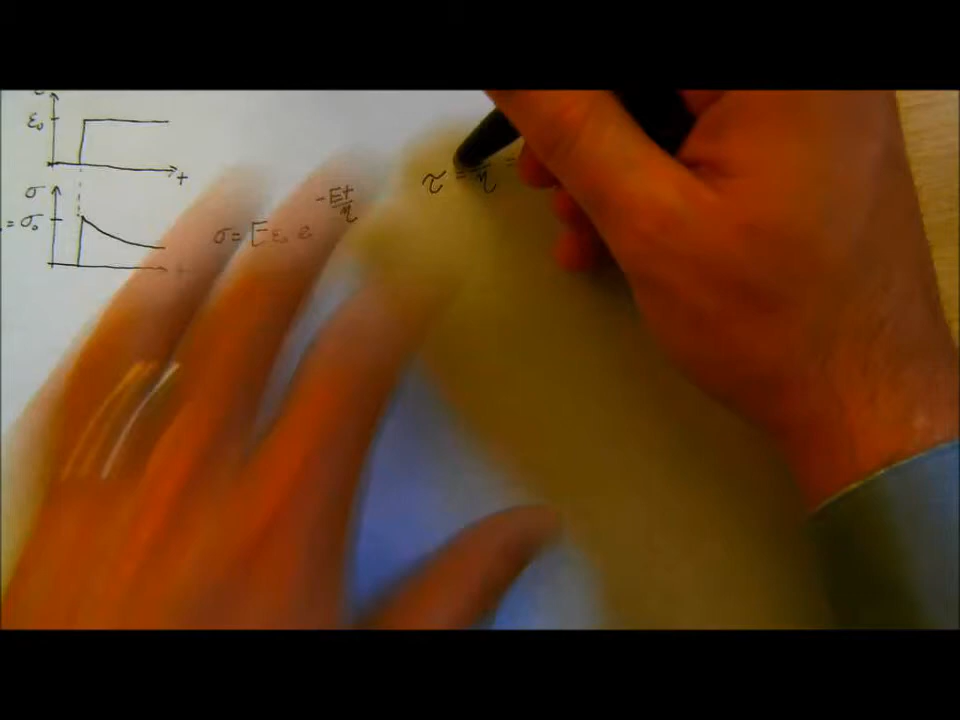 ε₀
t
σ
= σ₀
σ = E ε₀ e^(-Et/η)
τ =
η
=
t